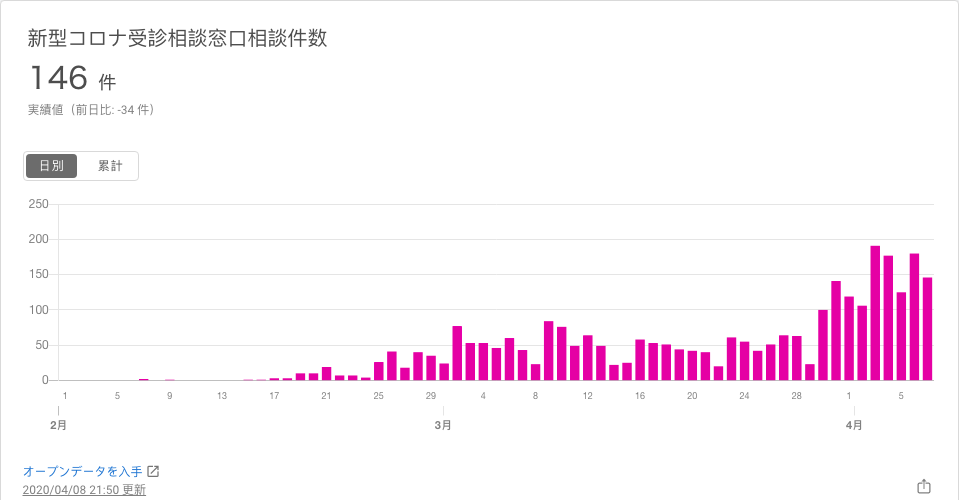 新型コロナ受診相談窓口相談件数
146 件
実績値（前日比: -34 件）
日別 累計
250
200
150
100
50
0
1 5 9 13 17 21 25 29 4 8 12 16 20 24 28 1 5
2月 3月 4月
オープンデータを入手
2020/04/08 21:50 更新